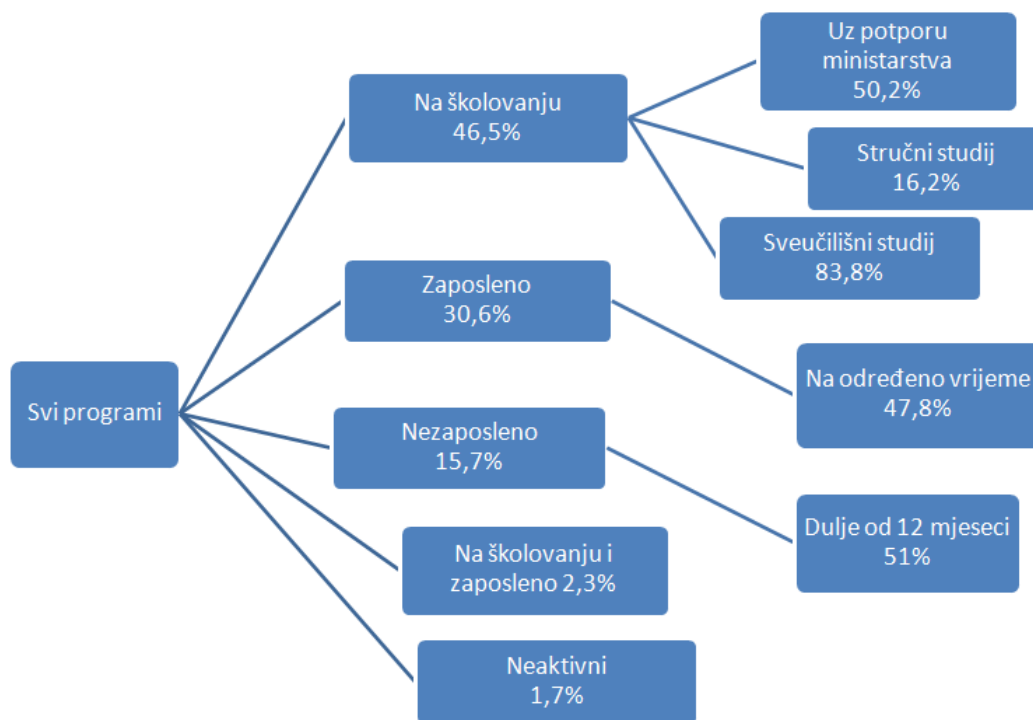 Svi programi
Na školovanju
46,5%
Uz potporu
ministarstva
50,2%
Stručni studij
16,2%
Sveučilišni studij
83,8%
Zaposleno
30,6%
Na određeno vrijeme
47,8%
Nezaposleno
15,7%
Dulje od 12 mjeseci
51%
Na školovanju i
zaposleno 2,3%
Neaktivni
1,7%